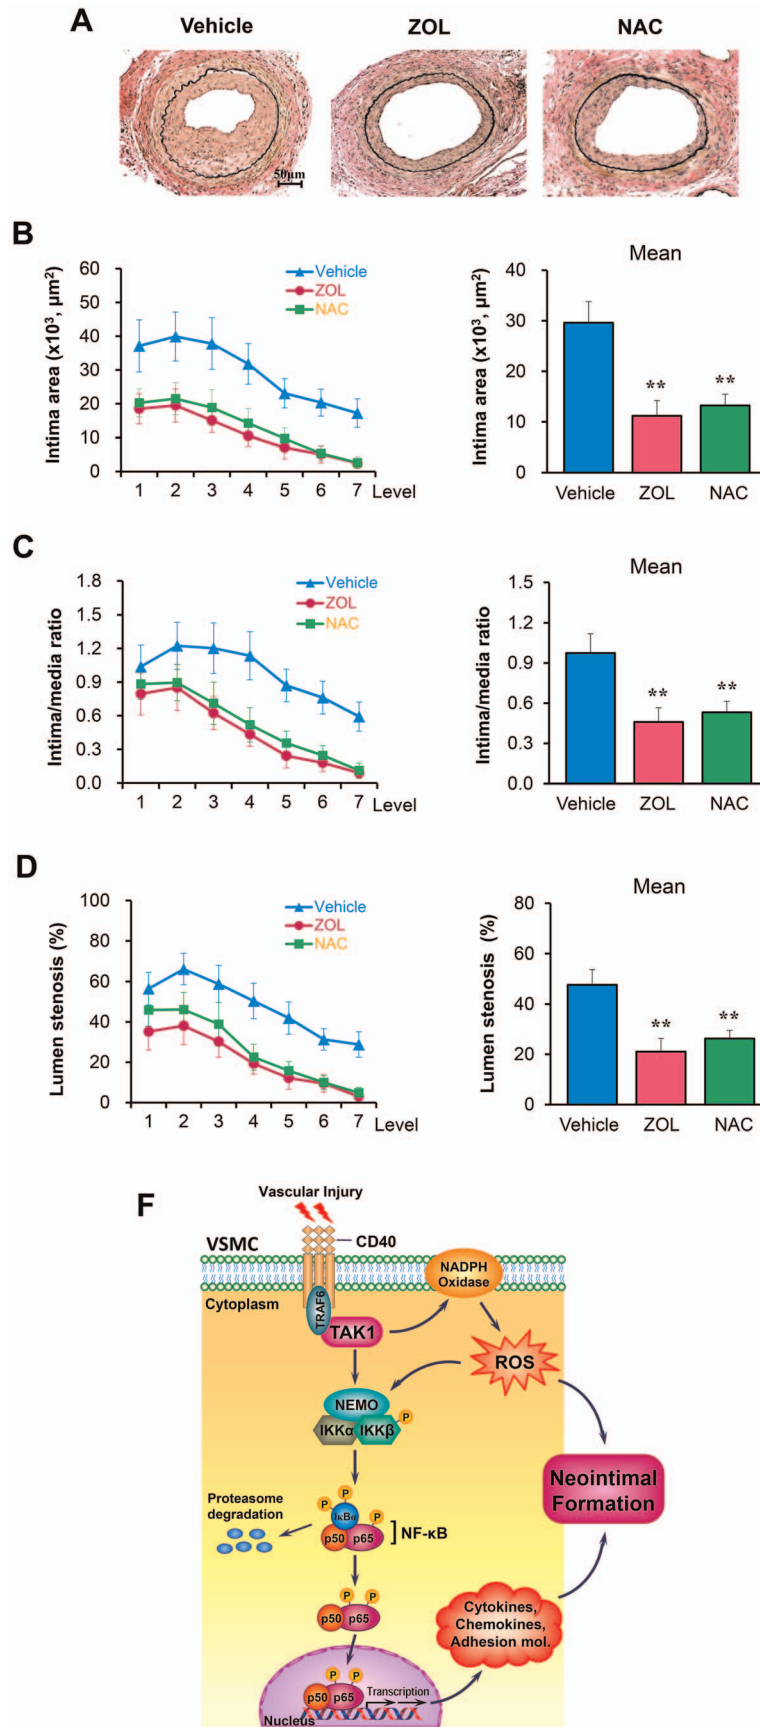 A
Vehicle
ZOL
NAC
50μm
B
Intima area (x10³, μm²)
60
50
40
30
20
10
0
Vehicle
ZOL
NAC
1 2 3 4 5 6 7 Level
Mean
Intima area (x10³, μm²)
40
30
20
10
0
** **
Vehicle ZOL NAC
C
Intima/media ratio
1.8
1.5
1.2
0.9
0.6
0.3
0.0
Vehicle
ZOL
NAC
1 2 3 4 5 6 7 Level
Mean
Intima/media ratio
1.5
1.2
0.9
0.6
0.3
0.0
** **
Vehicle ZOL NAC
D
Lumen stenosis (%)
100
80
60
40
20
0
Vehicle
ZOL
NAC
1 2 3 4 5 6 7 Level
Mean
Lumen stenosis (%)
80
60
40
20
0
** **
Vehicle ZOL NAC
F
Vascular Injury
VSMC
CD40
NADPH
Oxidase
Cytoplasm
TRAF6
TAK1
ROS
NEMO
IKKα IKKβ
P
Neointimal
Formation
Proteasome
degradation
P
P
P
IκBα
p50 p65
NF-κB
P P
p50 p65
Cytokines,
Chemokines,
Adhesion mol.
P P
p50 p65
Transcription
Nucleus